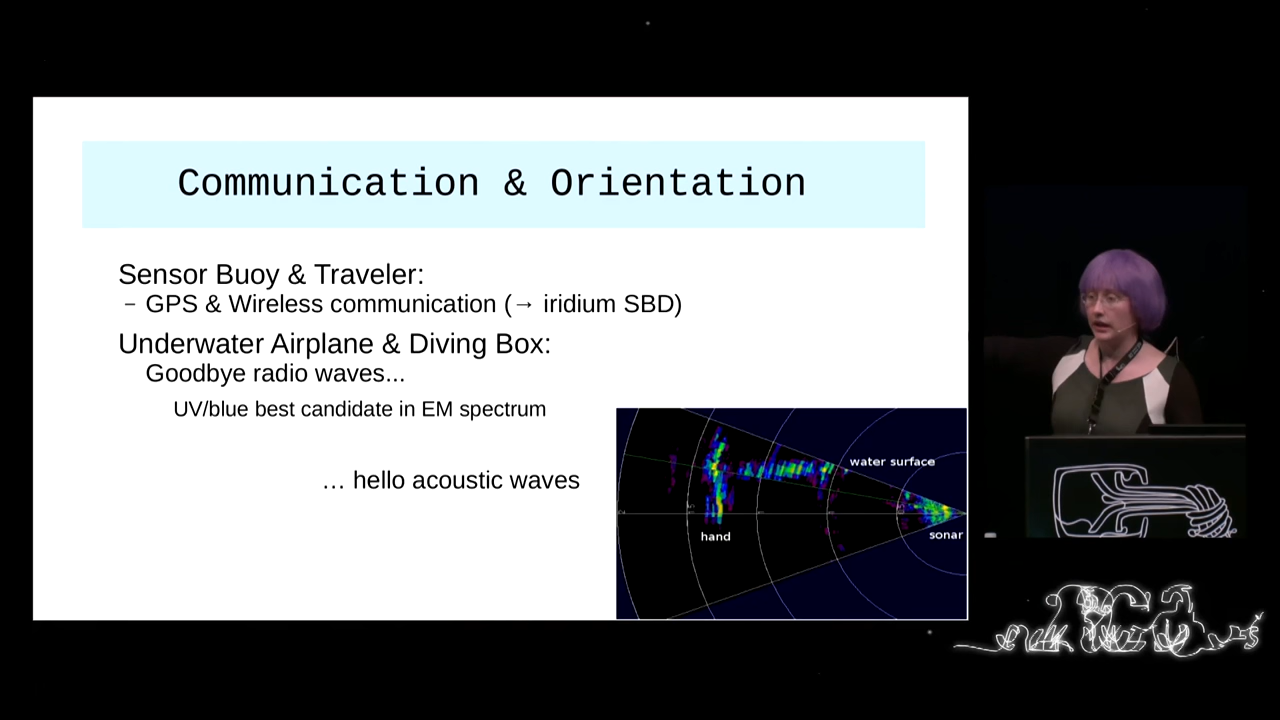 Communication & Orientation
Sensor Buoy & Traveler:
– GPS & Wireless communication (→ iridium SBD)
Underwater Airplane & Diving Box:
Goodbye radio waves...
UV/blue best candidate in EM spectrum
water surface
… hello acoustic waves
hand
sonar